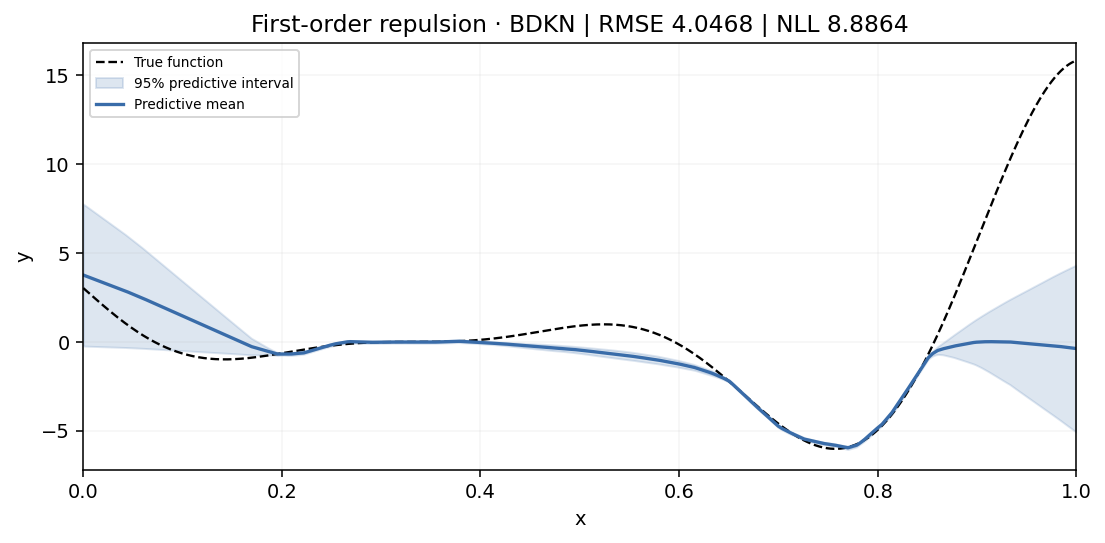 First-order repulsion · BDKN | RMSE 4.0468 | NLL 8.8864
True function
95% predictive interval
Predictive mean
15
10
5
0
−5
y
0.0 0.2 0.4 0.6 0.8 1.0
x